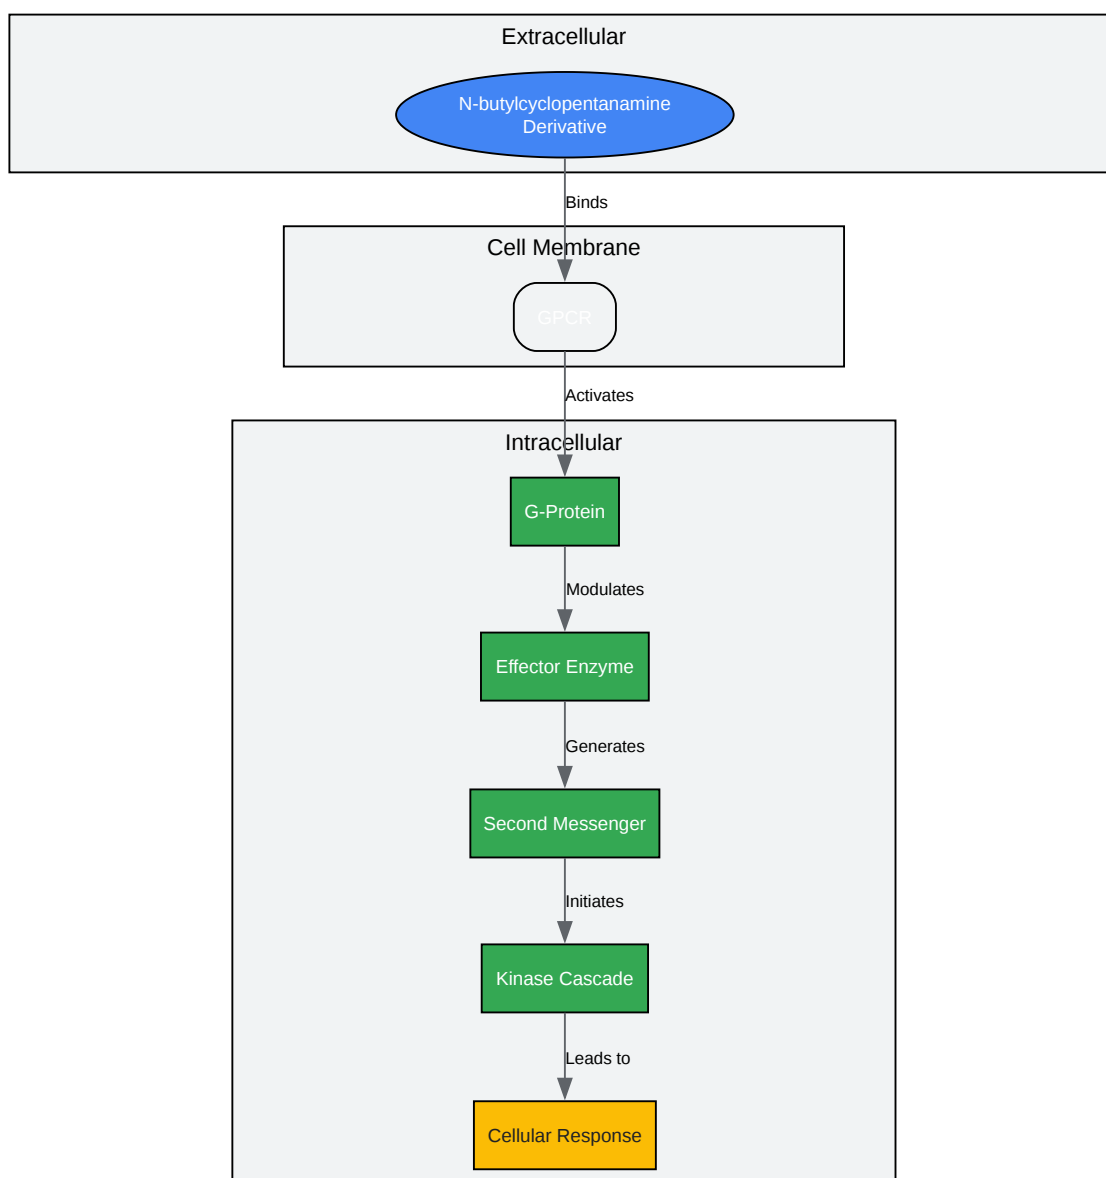 Extracellular
N-butylcyclopentanamine
Derivative
Binds
Cell Membrane
GPCR
Activates
Intracellular
G-Protein
Modulates
Effector Enzyme
Generates
Second Messenger
Initiates
Kinase Cascade
Leads to
Cellular Response